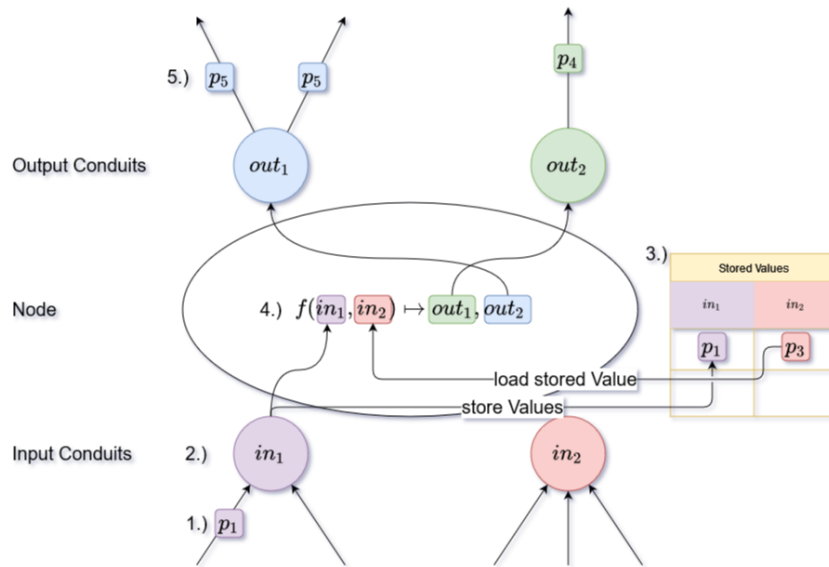 5.) p₅ p₅ p₄
Output Conduits out₁ out₂
3.)
Stored Values
in₁ in₂
Node 4.) f(in₁, in₂) ↦ out₁, out₂
p₁ p₃
load stored Value
store Values
Input Conduits 2.) in₁ in₂
1.) p₁